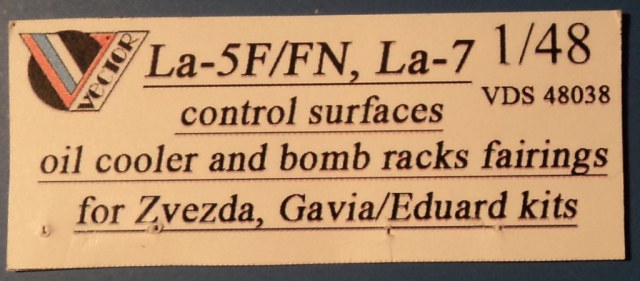 VECTOR
La-5F/FN, La-7 1/48
VDS 48038
control surfaces
oil cooler and bomb racks fairings
for Zvezda, Gavia/Eduard kits